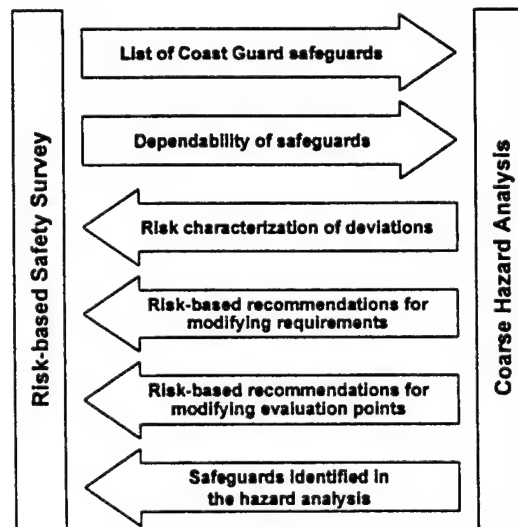 Risk-based Safety Survey
List of Coast Guard safeguards
Dependability of safeguards
Risk characterization of deviations
Risk-based recommendations for
modifying requirements
Risk-based recommendations for
modifying evaluation points
Safeguards identified in
the hazard analysis
Coarse Hazard Analysis